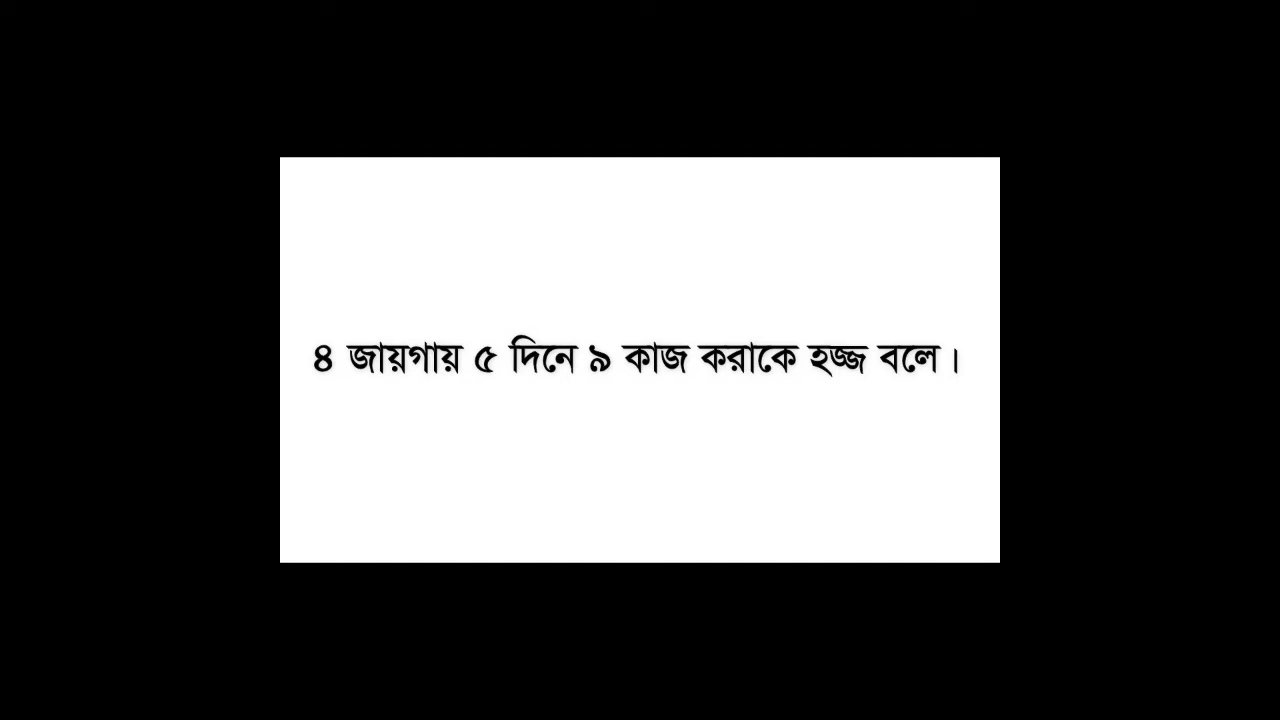 ৪ জায়গায় ৫ দিনে ৯ কাজ করাকে হজ্জ বলে।